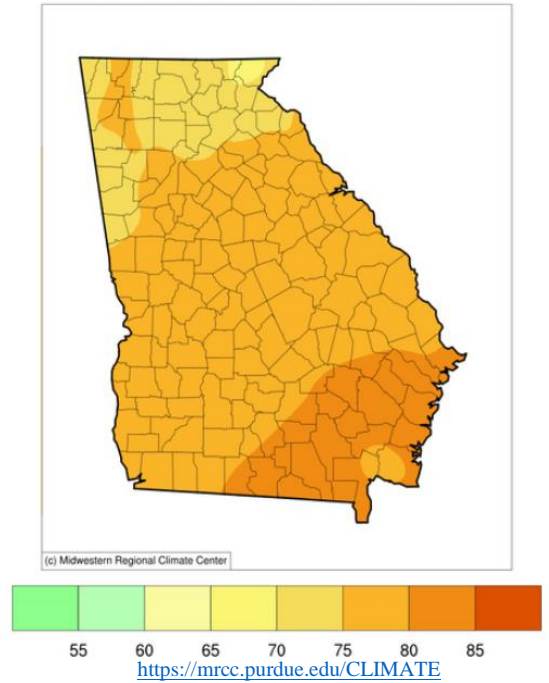 (c) Midwestern Regional Climate Center
55 60 65 70 75 80 85
https://mrcc.purdue.edu/CLIMATE